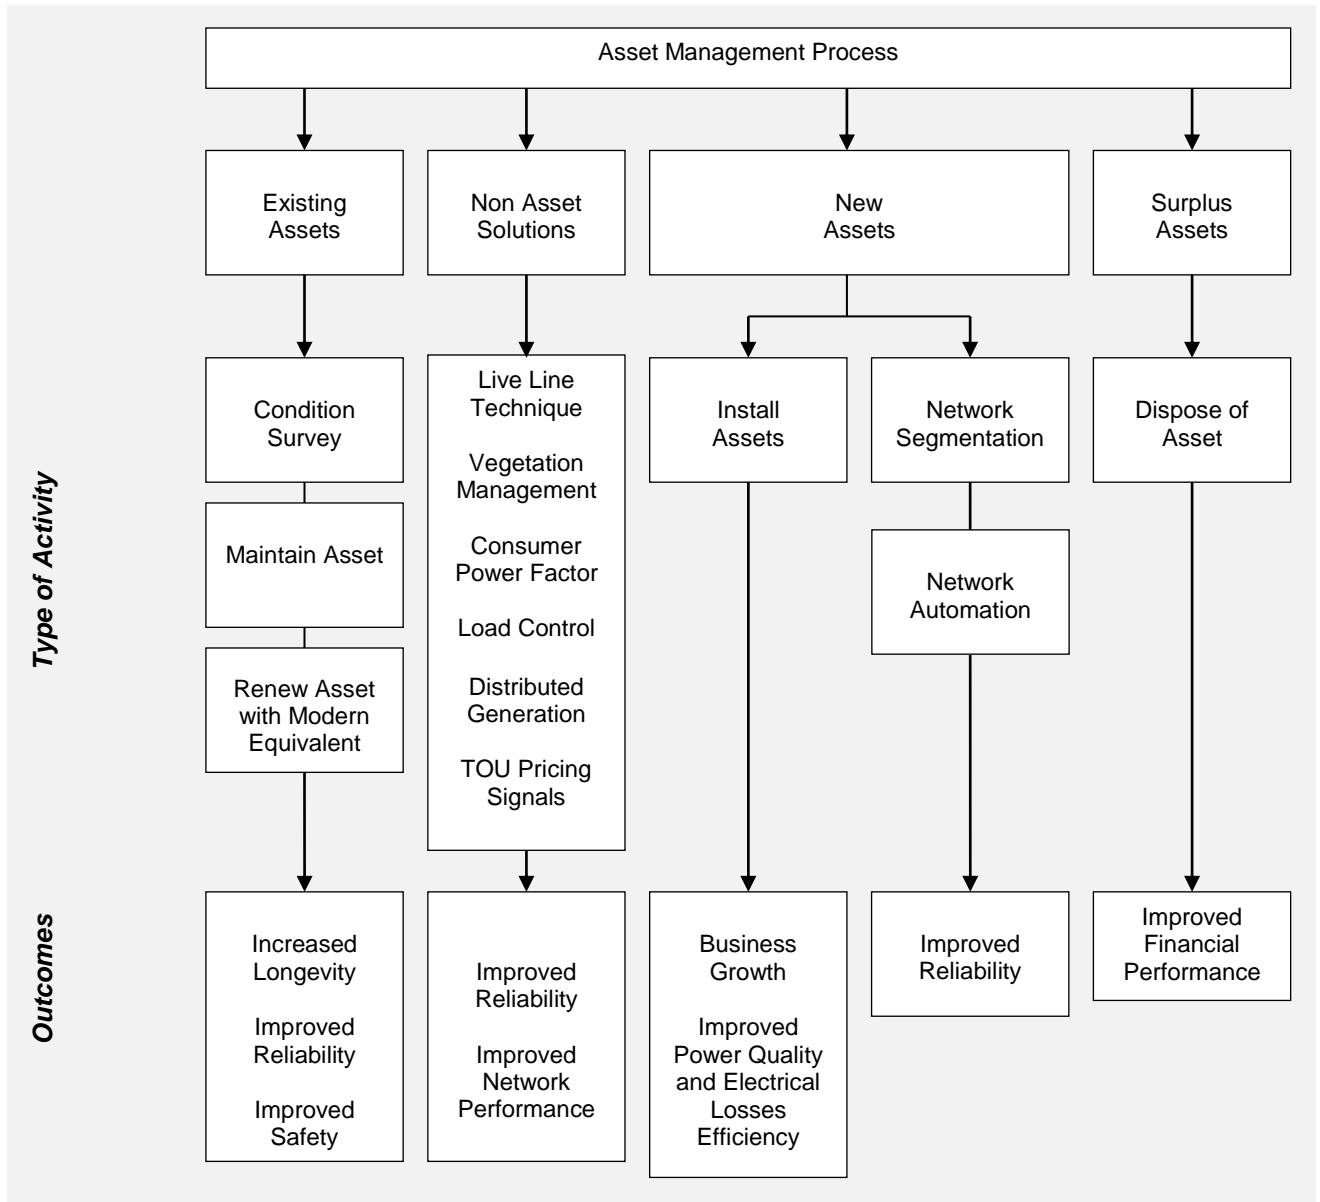 Asset Management Process
Existing
Assets
Non Asset
Solutions
New
Assets
Surplus
Assets
Type of Activity
Condition
Survey
Maintain Asset
Renew Asset
with Modern
Equivalent
Live Line
Technique
Vegetation
Management
Consumer
Power Factor
Load Control
Distributed
Generation
TOU Pricing
Signals
Install
Assets
Network
Segmentation
Network
Automation
Dispose of
Asset
Outcomes
Increased
Longevity
Improved
Reliability
Improved
Safety
Improved
Reliability
Improved
Network
Performance
Business
Growth
Improved
Power Quality
and Electrical
Losses
Efficiency
Improved
Reliability
Improved
Financial
Performance